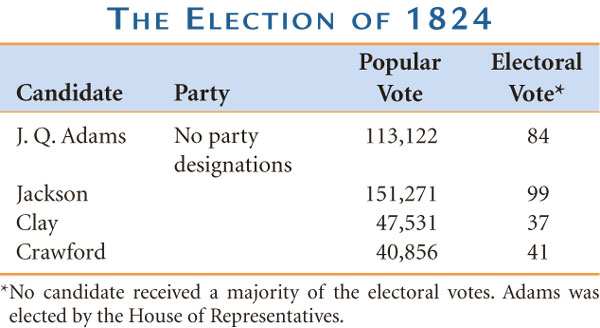 THE ELECTION OF 1824
Popular Electoral
Candidate Party Vote Vote*
J. Q. Adams No party 113,122 84
designations
Jackson 151,271 99
Clay 47,531 37
Crawford 40,856 41
*No candidate received a majority of the electoral votes. Adams was
elected by the House of Representatives.